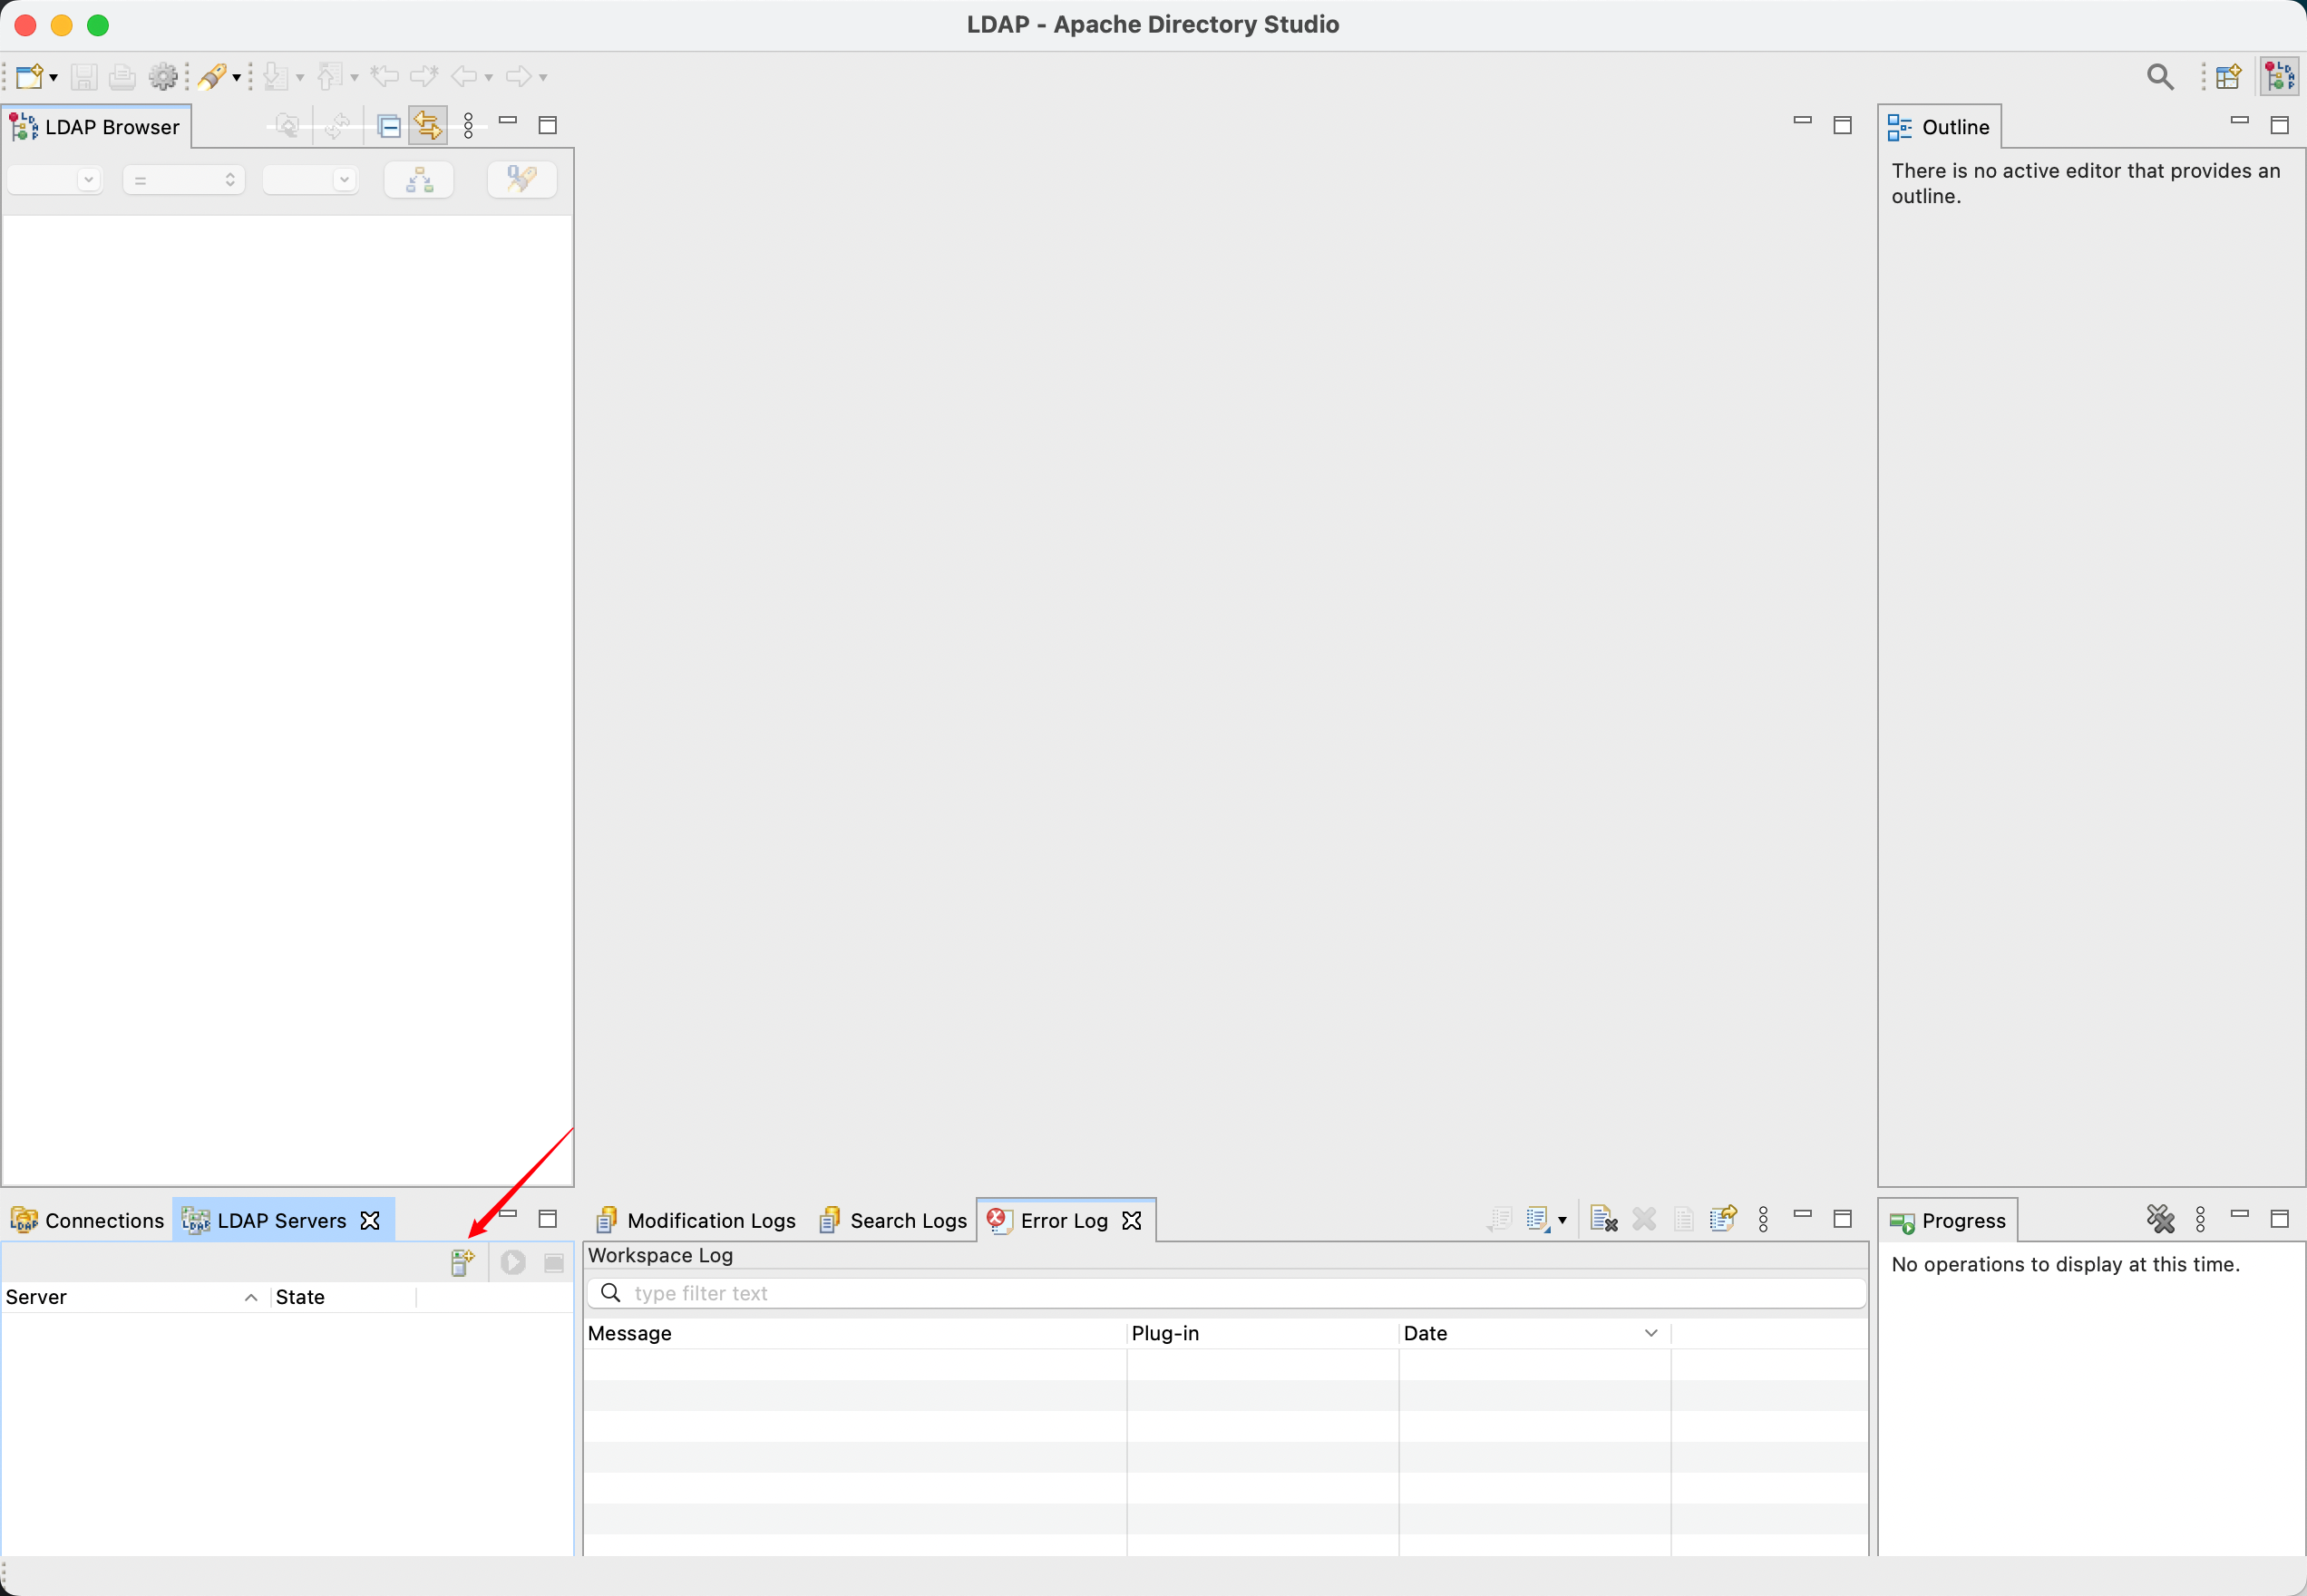 LDAP - Apache Directory Studio
LDAP Browser
=
Outline
There is no active editor that provides an
outline.
Connections
LDAP Servers
Server
State
Modification Logs
Search Logs
Error Log
Workspace Log
type filter text
Message
Plug-in
Date
Progress
No operations to display at this time.